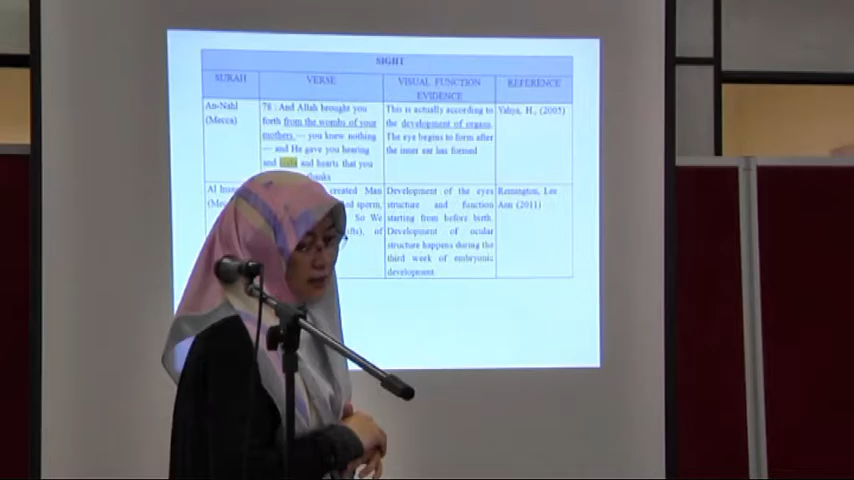 SIGHT
SURAH VERSE VISUAL FUNCTION EVIDENCE REFERENCE
An-Nahl (Mecca)
78 : And Allah brought you
forth from the wombs of your
mothers, — you knew nothing
— and He gave you hearing
and and hearts that you
thanks
This is actually according to
the development of organs.
The eye begins to form after
the inner ear has formed
Yahya, H., (2005)
Al
created Man
sperm,
So We
of
Development of the eyes
structure and function
starting from before birth.
Development of ocular
structure happens during the
third week of embryonic
development
Remington, Lee
Ann (2011)